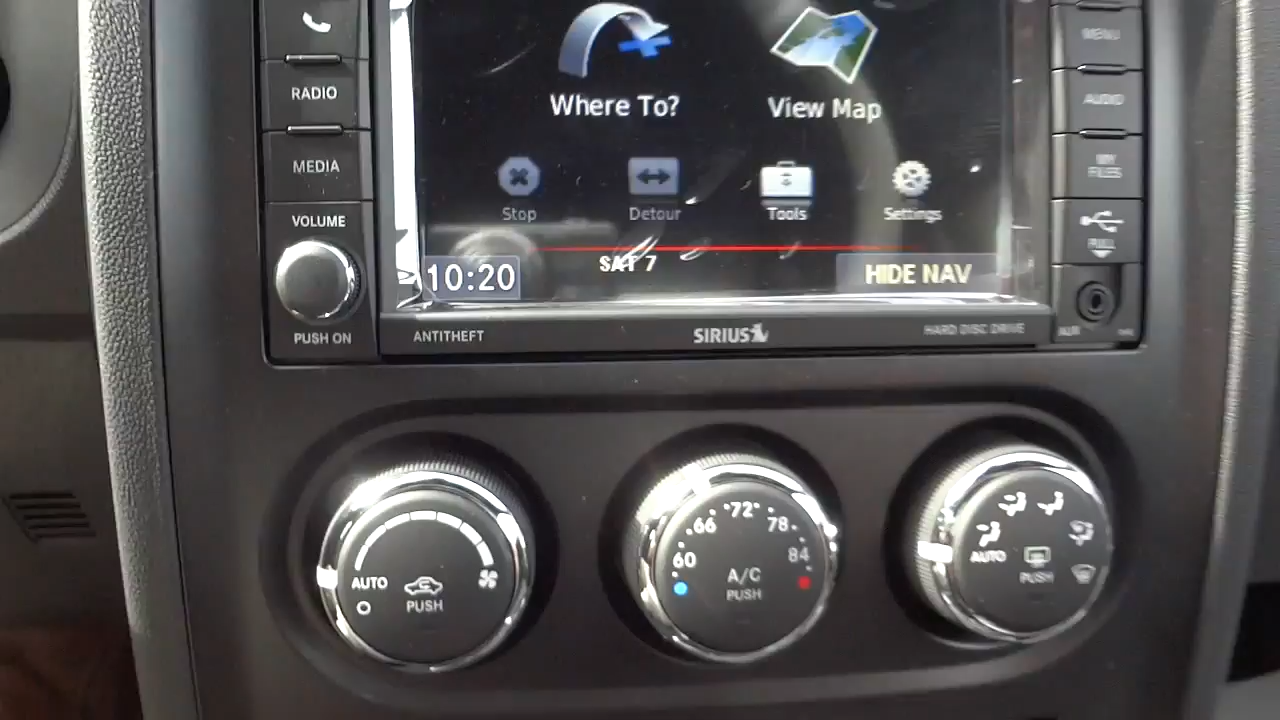 RADIO
MEDIA
VOLUME
PUSH ON
Where To?
View Map
Stop
Detour
Tools
Settings
SAT 7
10:20
HIDE NAV
ANTITHEFT
SIRIUS
HARD DISC DRIVE
MENU
AUDIO
MY
FILES
PULL
AUX
AUTO
PUSH
60
66
72
78
84
A/C
PUSH
AUTO
PUSH